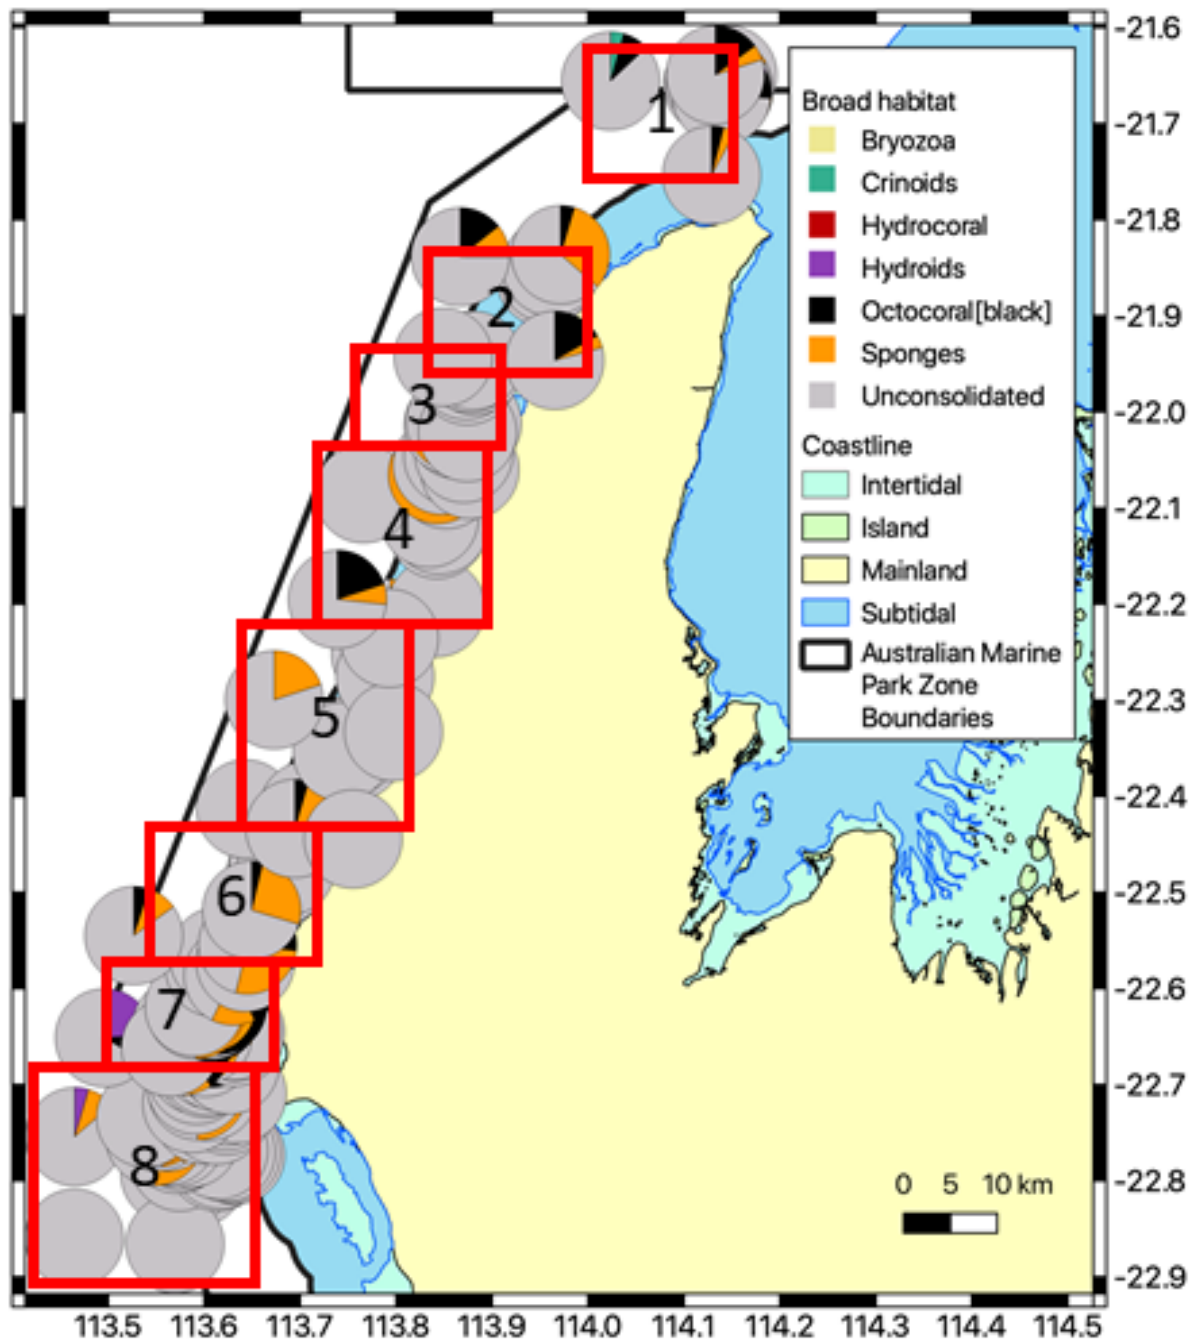 -21.6
-21.7
-21.8
-21.9
-22.0
-22.1
-22.2
-22.3
-22.4
-22.5
-22.6
-22.7
-22.8
-22.9
Broad habitat
Bryozoa
Crinoids
Hydrocoral
Hydroids
Octocoral[black]
Sponges
Unconsolidated
Coastline
Intertidal
Island
Mainland
Subtidal
Australian Marine
Park Zone
Boundaries
1
2
3
4
5
6
7
8
0 5 10 km
113.5 113.6 113.7 113.8 113.9 114.0 114.1 114.2 114.3 114.4 114.5